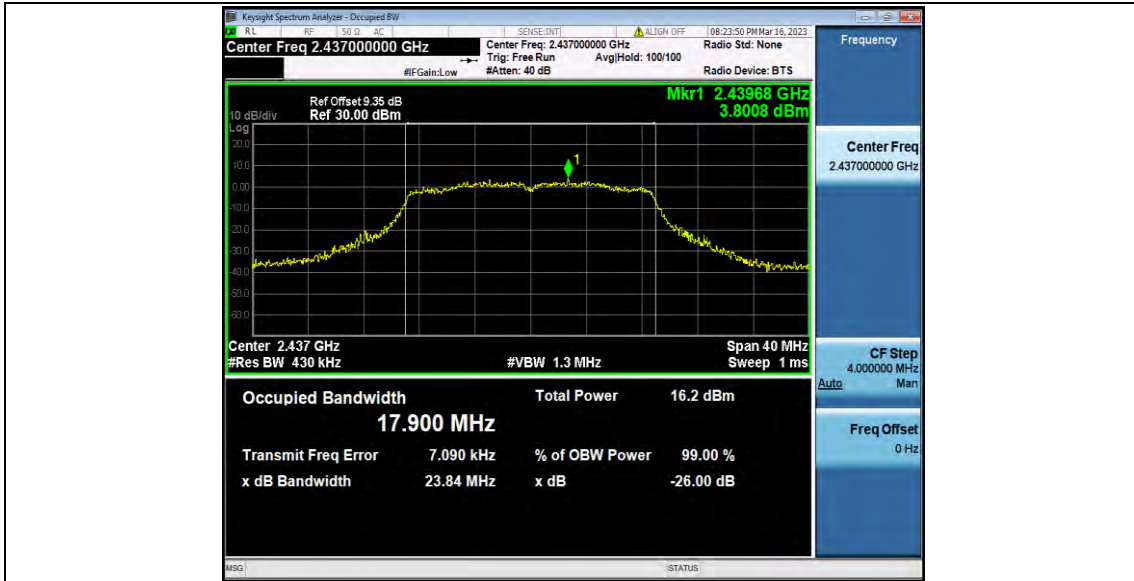 Keysight Spectrum Analyzer - Occupied BW
RL RF 50 Ω AC SENSE:INT ALIGN OFF 08:23:50 PM Mar 16, 2023
Center Freq 2.437000000 GHz
Center Freq: 2.437000000 GHz Radio Std: None
Trig: Free Run Avg|Hold: 100/100
#IFGain:Low #Atten: 40 dB Radio Device: BTS
Frequency
Mkr1 2.43968 GHz
3.8008 dBm
Ref Offset 9.35 dB
10 dB/div Ref 30.00 dBm
Log
20.0
10.0
0.00
-10.0
-20.0
-30.0
-40.0
-50.0
-60.0
1
Center 2.437 GHz Span 40 MHz
#Res BW 430 kHz #VBW 1.3 MHz Sweep 1 ms
Occupied Bandwidth Total Power 16.2 dBm
17.900 MHz
Transmit Freq Error 7.090 kHz % of OBW Power 99.00 %
x dB Bandwidth 23.84 MHz x dB -26.00 dB
Center Freq
2.437000000 GHz
CF Step
4.000000 MHz
Auto Man
Freq Offset
0 Hz
MSG STATUS